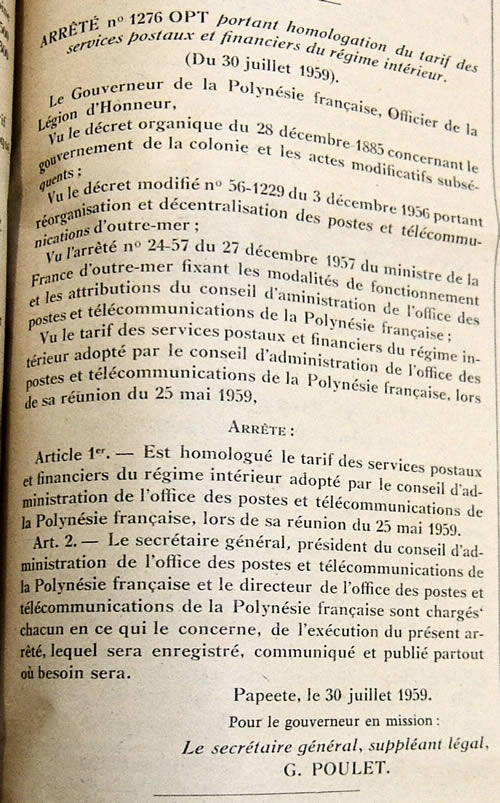 ARRÊTÉ nº 1276 OPT portant homologation du tarif des
services postaux et financiers du régime intérieur.
(Du 30 juillet 1959).
Le Gouverneur de la Polynésie française, Officier de la
Légion d'Honneur,
Vu le décret organique du 28 décembre 1885 concernant le
gouvernement de la colonie et les actes modificatifs subsé-
quents ;
Vu le décret modifié nº 56-1229 du 3 décembre 1956 portant
réorganisation et décentralisation des postes et télécommu-
nications d'outre-mer ;
Vu l'arrêté nº 24-57 du 27 décembre 1957 du ministre de la
France d'outre-mer fixant les modalités de fonctionnement
et les attributions du conseil d'aministration de l'office des
postes et télécommunications de la Polynésie française ;
Vu le tarif des services postaux et financiers du régime in-
térieur adopté par le conseil d'administration de l'office des
postes et télécommunications de la Polynésie française, lors
de sa réunion du 25 mai 1959,
ARRÊTE :
Article 1er. — Est homologué le tarif des services postaux
et financiers du régime intérieur adopté par le conseil d'ad-
ministration de l'office des postes et télécommunications de
la Polynésie française, lors de sa réunion du 25 mai 1959.
Art. 2. — Le secrétaire général, président du conseil d'ad-
ministration de l'office des postes et télécommunications de
la Polynésie française et le directeur de l'office des postes et
télécommunications de la Polynésie française sont chargés
chacun en ce qui le concerne, de l'exécution du présent ar-
rêté, lequel sera enregistré, communiqué et publié partout
où besoin sera.
Papeete, le 30 juillet 1959.
Pour le gouverneur en mission :
Le secrétaire général, suppléant légal,
G. POULET.